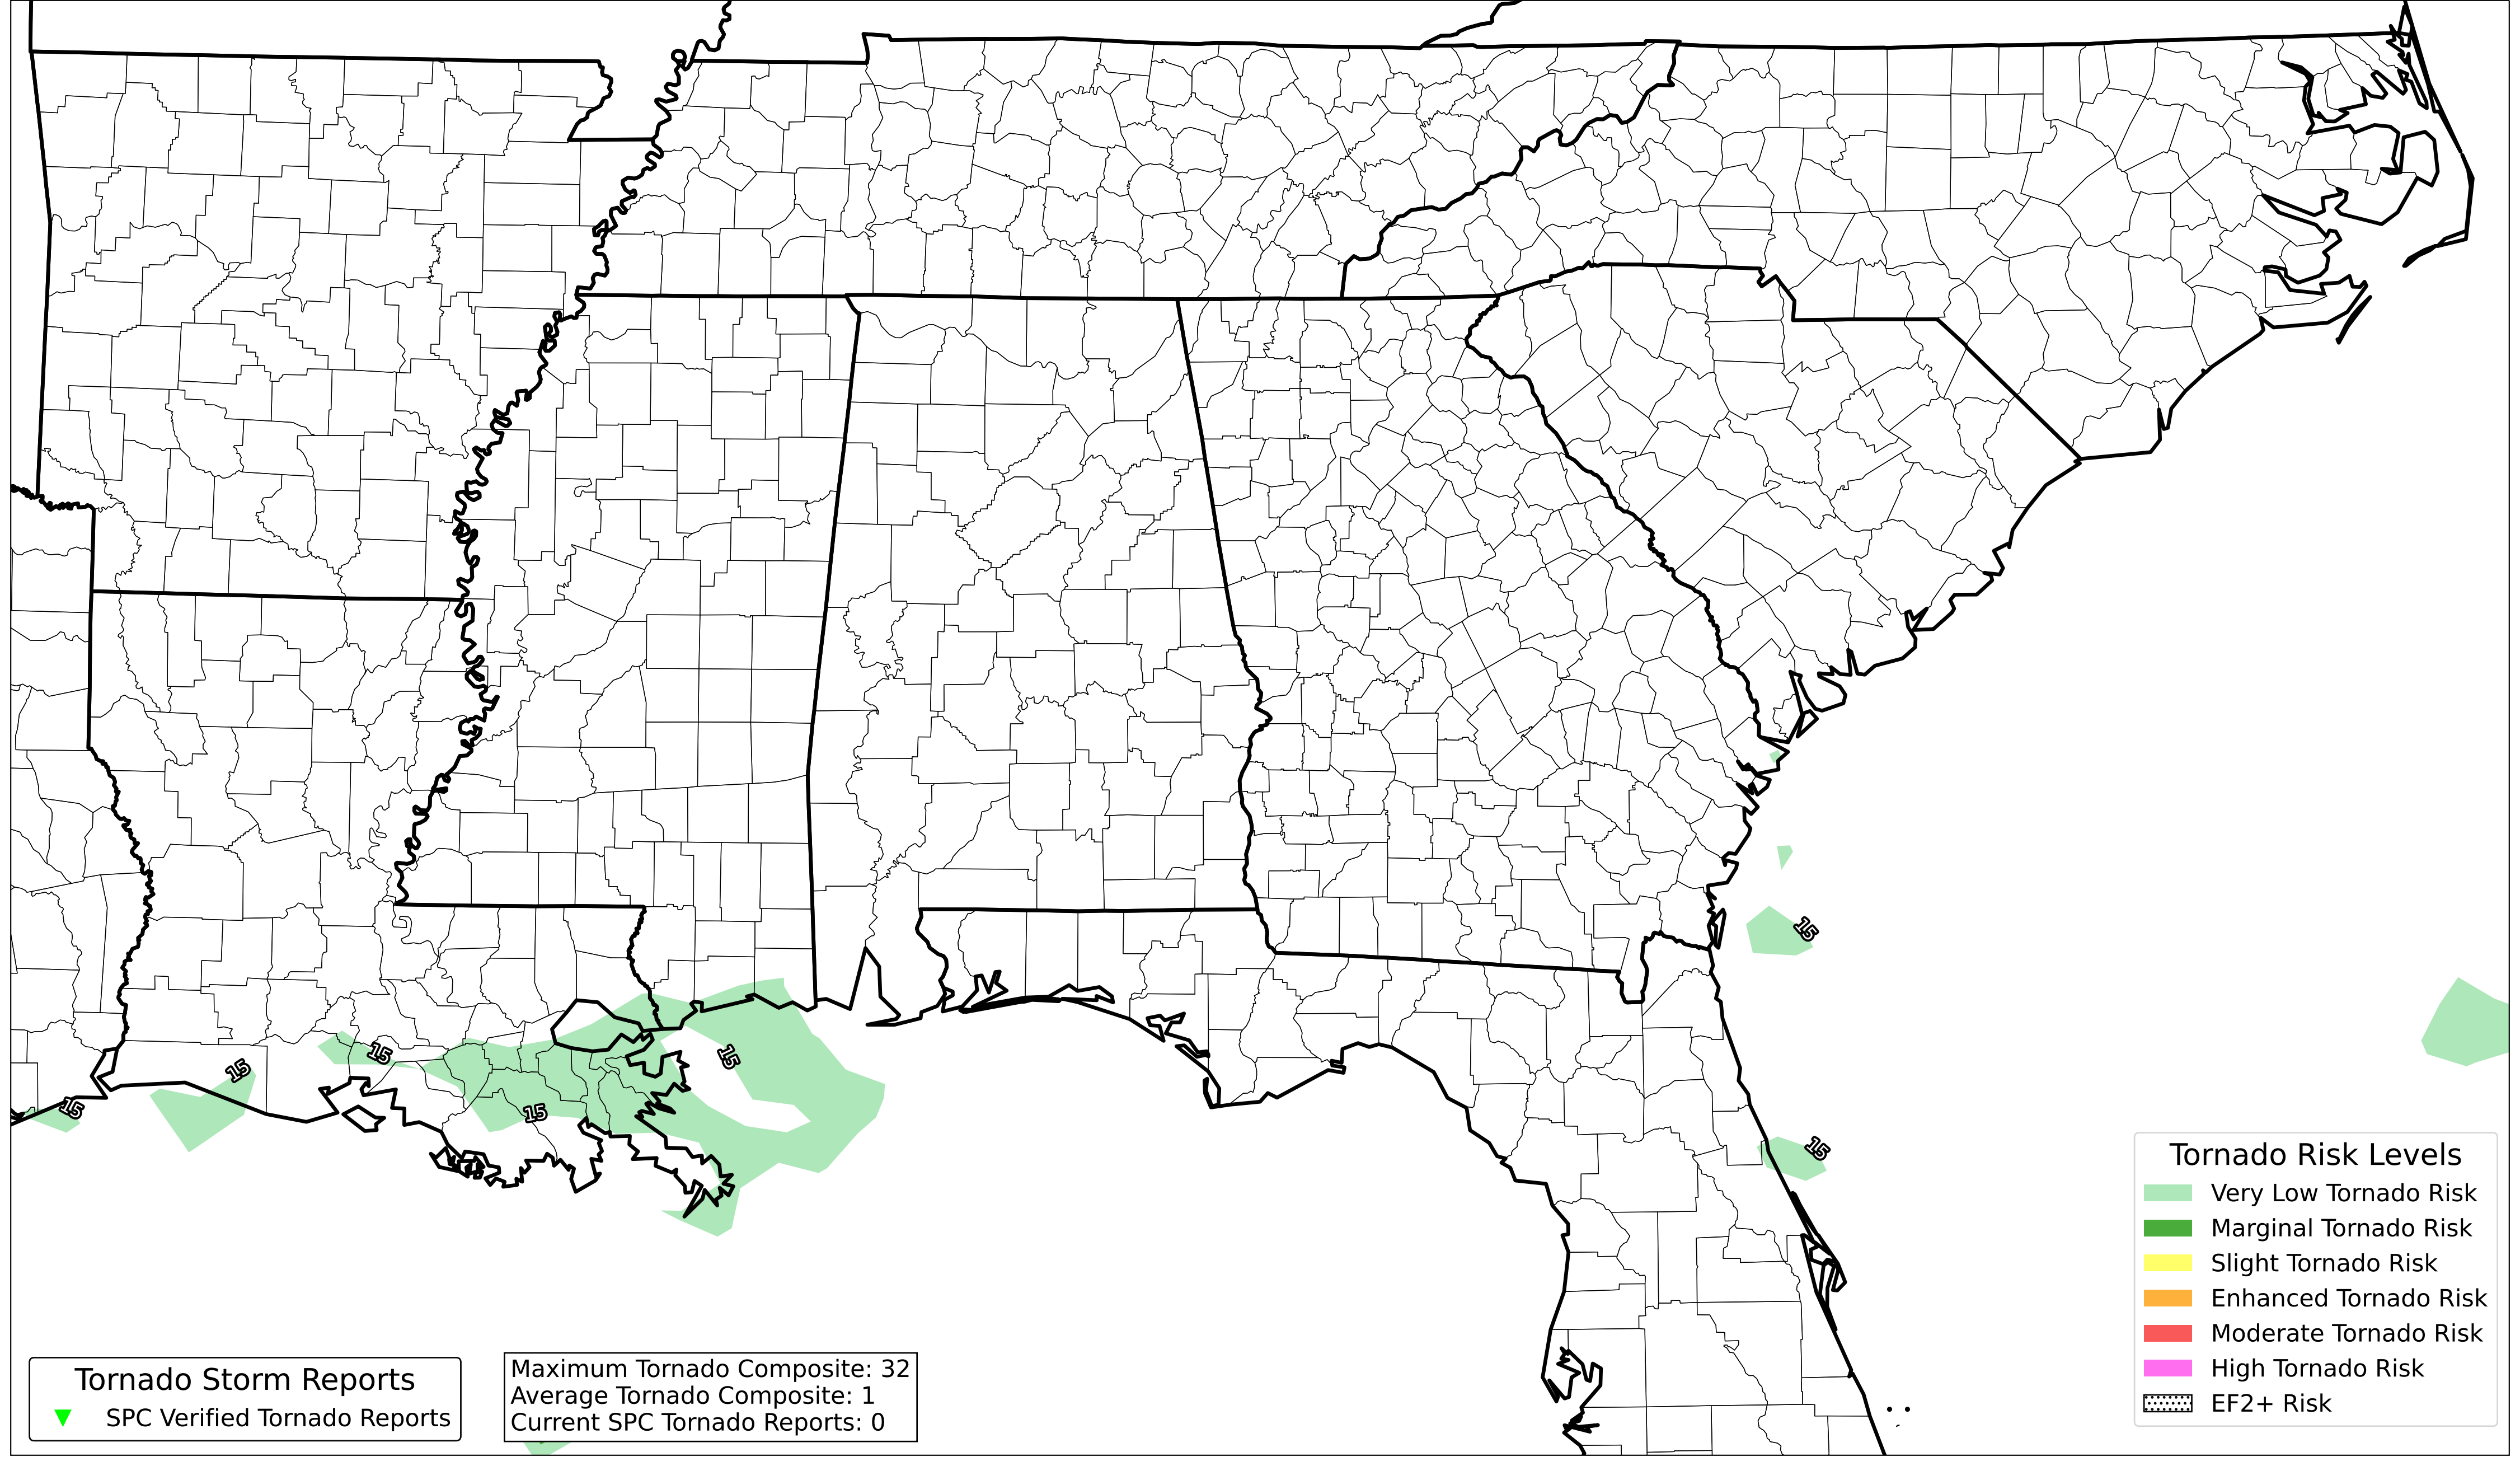 15
15
15
15
15
15
15
Tornado Risk Levels
Very Low Tornado Risk
Marginal Tornado Risk
Slight Tornado Risk
Enhanced Tornado Risk
Moderate Tornado Risk
High Tornado Risk
EF2+ Risk
Tornado Storm Reports
SPC Verified Tornado Reports
Maximum Tornado Composite: 32
Average Tornado Composite: 1
Current SPC Tornado Reports: 0